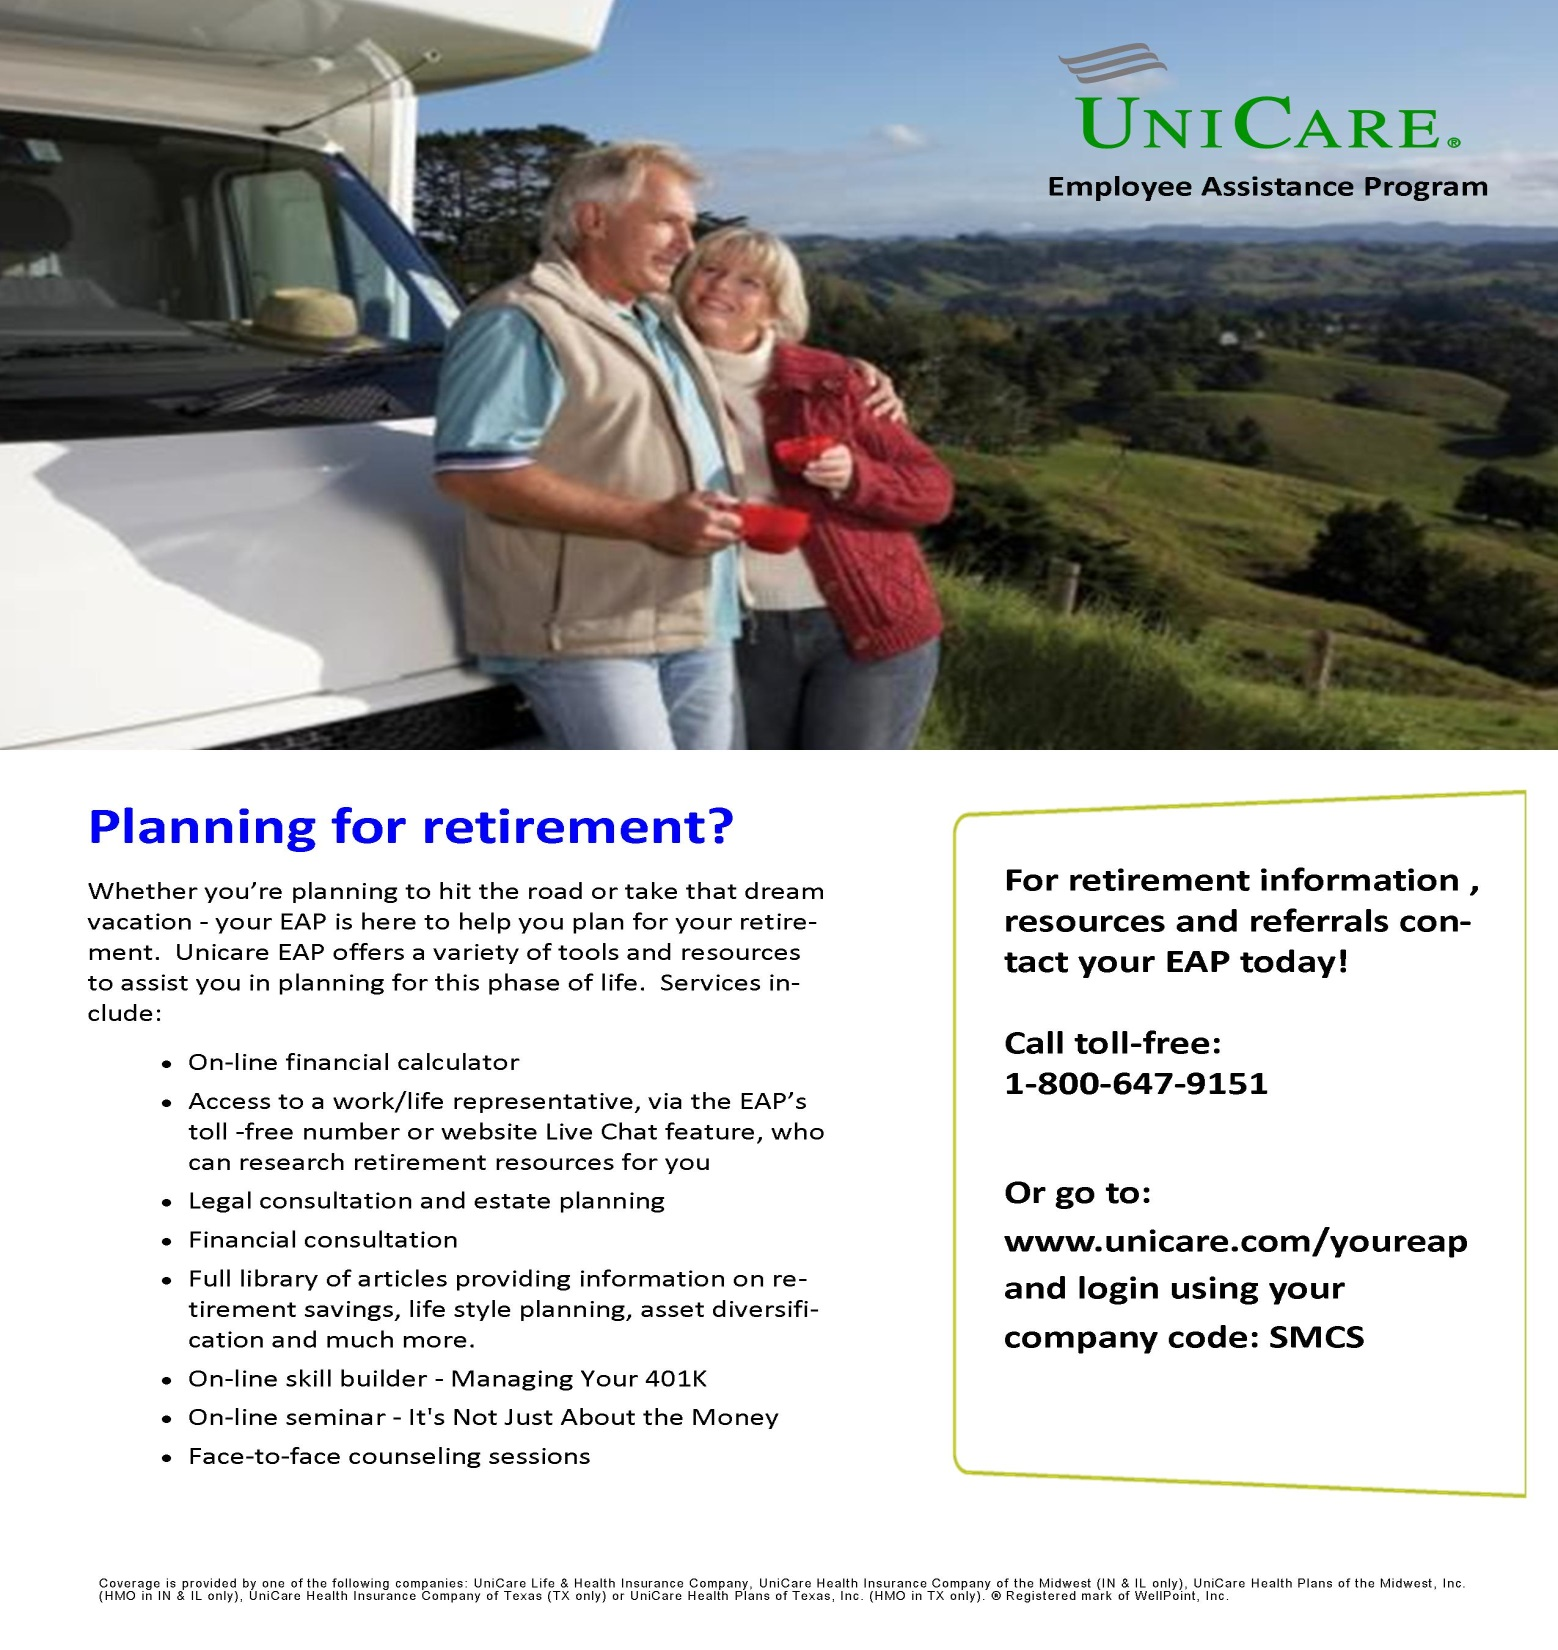 UNICARE®
Employee Assistance Program
Planning for retirement?
Whether you’re planning to hit the road or take that dream
vacation - your EAP is here to help you plan for your retire-
ment.  Unicare EAP offers a variety of tools and resources
to assist you in planning for this phase of life.  Services in-
clude:
• On-line financial calculator
• Access to a work/life representative, via the EAP’s
toll -free number or website Live Chat feature, who
can research retirement resources for you
• Legal consultation and estate planning
• Financial consultation
• Full library of articles providing information on re-
tirement savings, life style planning, asset diversifi-
cation and much more.
• On-line skill builder - Managing Your 401K
• On-line seminar - It's Not Just About the Money
• Face-to-face counseling sessions
For retirement information ,
resources and referrals con-
tact your EAP today!
Call toll-free:
1-800-647-9151
Or go to:
www.unicare.com/youreap
and login using your
company code: SMCS
Coverage is provided by one of the following companies: UniCare Life & Health Insurance Company, UniCare Health Insurance Company of the Midwest (IN & IL only), UniCare Health Plans of the Midwest, Inc.
(HMO in IN & IL only), UniCare Health Insurance Company of Texas (TX only) or UniCare Health Plans of Texas, Inc. (HMO in TX only). ® Registered mark of WellPoint, Inc.